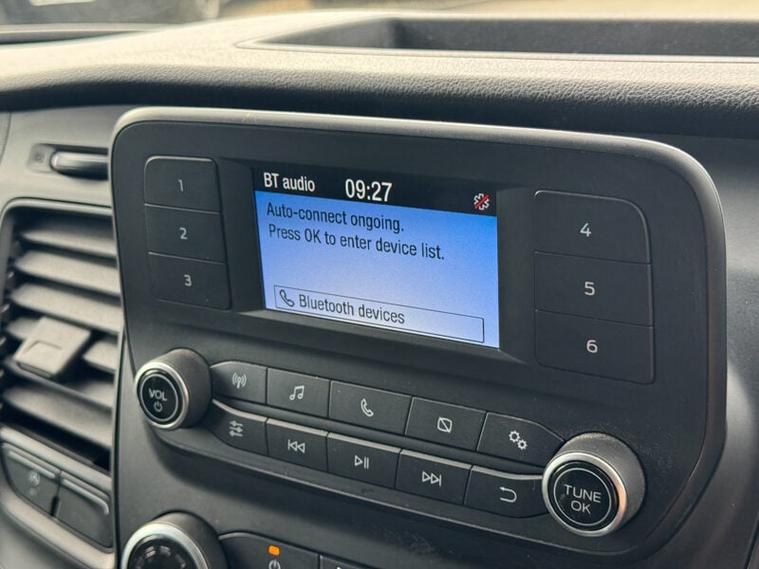 BT audio 09:27
Auto-connect ongoing.
Press OK to enter device list.
Bluetooth devices
1
2
3
4
5
6
VOL
TUNE
OK